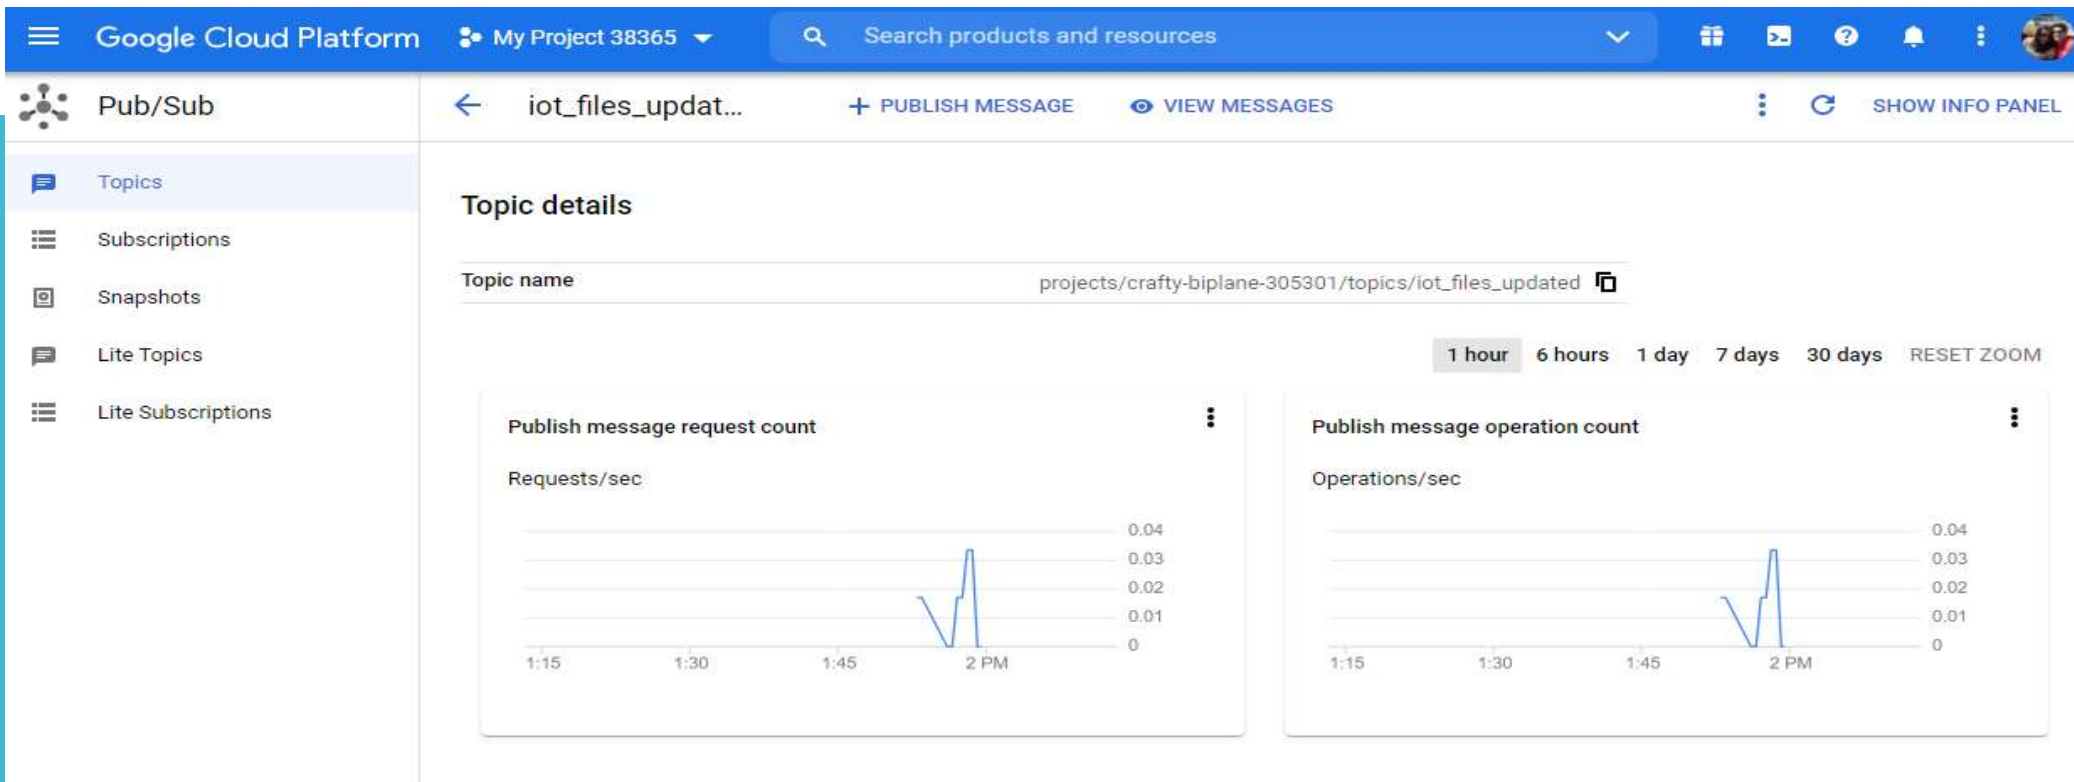 Google Cloud Platform My Project 38365 Search products and resources
Pub/Sub
iot_files_updat... PUBLISH MESSAGE VIEW MESSAGES SHOW INFO PANEL
Topics
Subscriptions
Snapshots
Lite Topics
Lite Subscriptions
Topic details
Topic name projects/crafty-biplane-305301/topics/iot_files_updated
1 hour 6 hours 1 day 7 days 30 days RESET ZOOM
Publish message request count
Requests/sec
0.04
0.03
0.02
0.01
0
1:15 1:30 1:45 2 PM
Publish message operation count
Operations/sec
0.04
0.03
0.02
0.01
0
1:15 1:30 1:45 2 PM